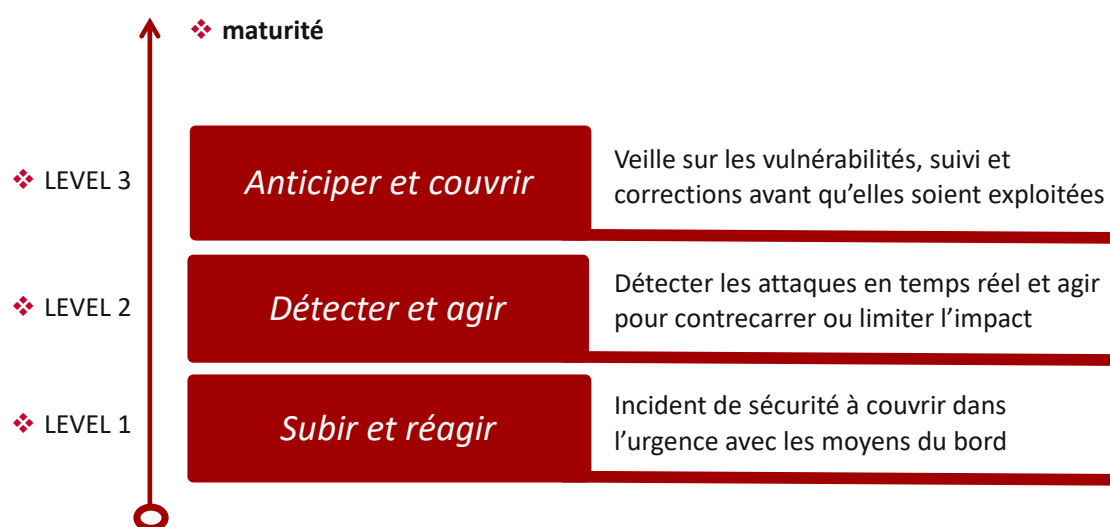 ❖ maturité
❖ LEVEL 3
Anticiper et couvrir
Veille sur les vulnérabilités, suivi et
corrections avant qu'elles soient exploitées
❖ LEVEL 2
Détecter et agir
Détecter les attaques en temps réel et agir
pour contrecarrer ou limiter l’impact
❖ LEVEL 1
Subir et réagir
Incident de sécurité à couvrir dans
l’urgence avec les moyens du bord